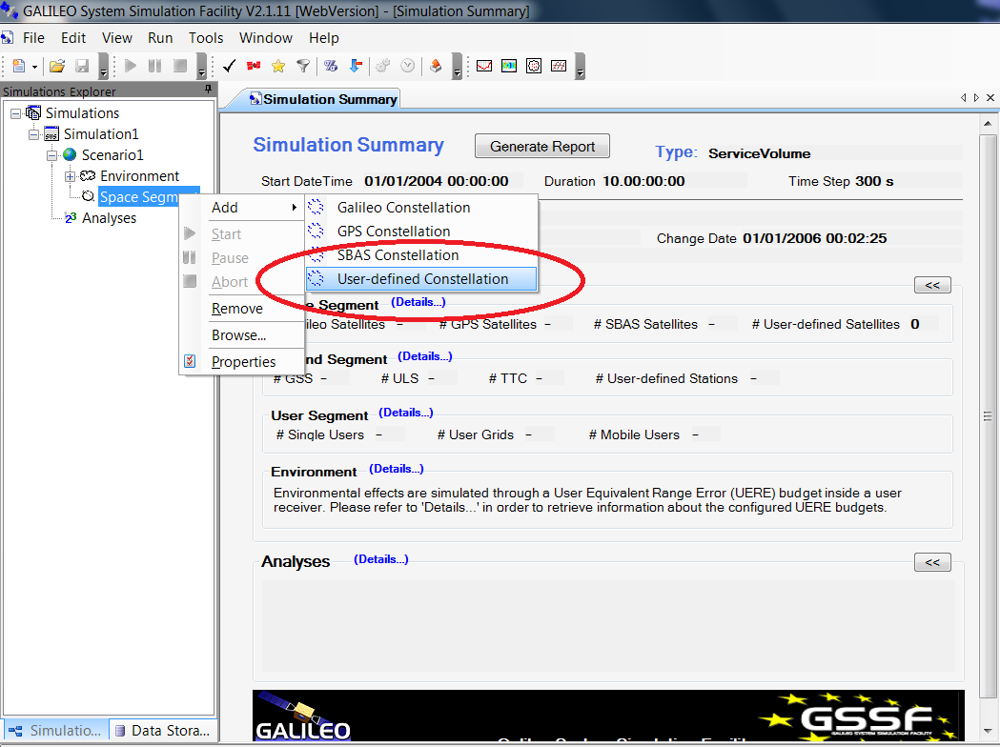 GALILEO System Simulation Facility V2.1.11 [WebVersion] - [Simulation Summary]
File Edit View Run Tools Window Help
Simulations Explorer
Simulation Summary
Simulations
Simulation1
Scenario1
Environment
Space Segm
Analyses
Add
Start
Pause
Abort
Remove
Browse...
Properties
Galileo Constellation
GPS Constellation
SBAS Constellation
User-defined Constellation
Simulation Summary Generate Report Type: ServiceVolume
Start DateTime 01/01/2004 00:00:00 Duration 10.00:00:00 Time Step 300 s
Change Date 01/01/2006 00:02:25
<<
Segment (Details...)
Satellites - # GPS Satellites - # SBAS Satellites - # User-defined Satellites 0
Segment (Details...)
# GSS - # ULS - # TTC - # User-defined Stations -
User Segment (Details...)
# Single Users - # User Grids - # Mobile Users -
Environment (Details...)
Environmental effects are simulated through a User Equivalent Range Error (UERE) budget inside a user
receiver. Please refer to 'Details...' in order to retrieve information about the configured UERE budgets.
Analyses (Details...) <<
GALILEO
GSSF
GALILEO SYSTEM SIMULATION FACILITY
Simulatio... Data Stora...